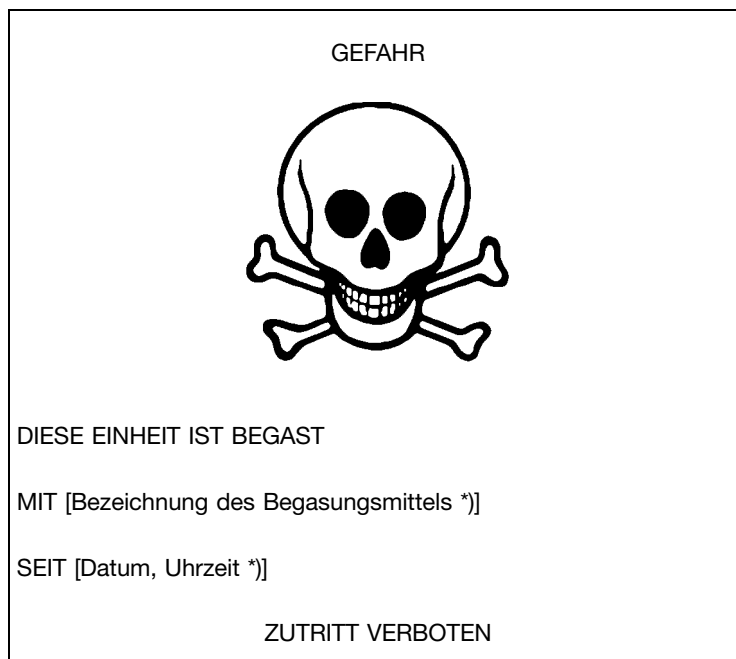 GEFAHR
DIESE EINHEIT IST BEGAST
MIT [Bezeichnung des Begasungsmittels *)]
SEIT [Datum, Uhrzeit *)]
ZUTRITT VERBOTEN